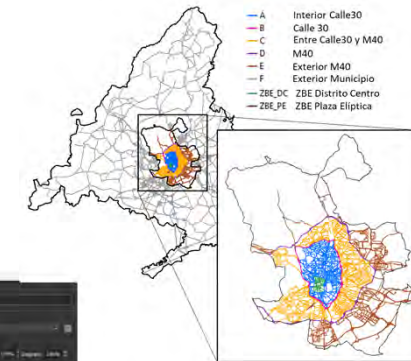 A Interior Calle30
B Calle 30
C Entre Calle30 y M40
D M40
E Exterior M40
F Exterior Municipio
ZBE_DC ZBE Distrito Centro
ZBE_PE ZBE Plaza Elíptica